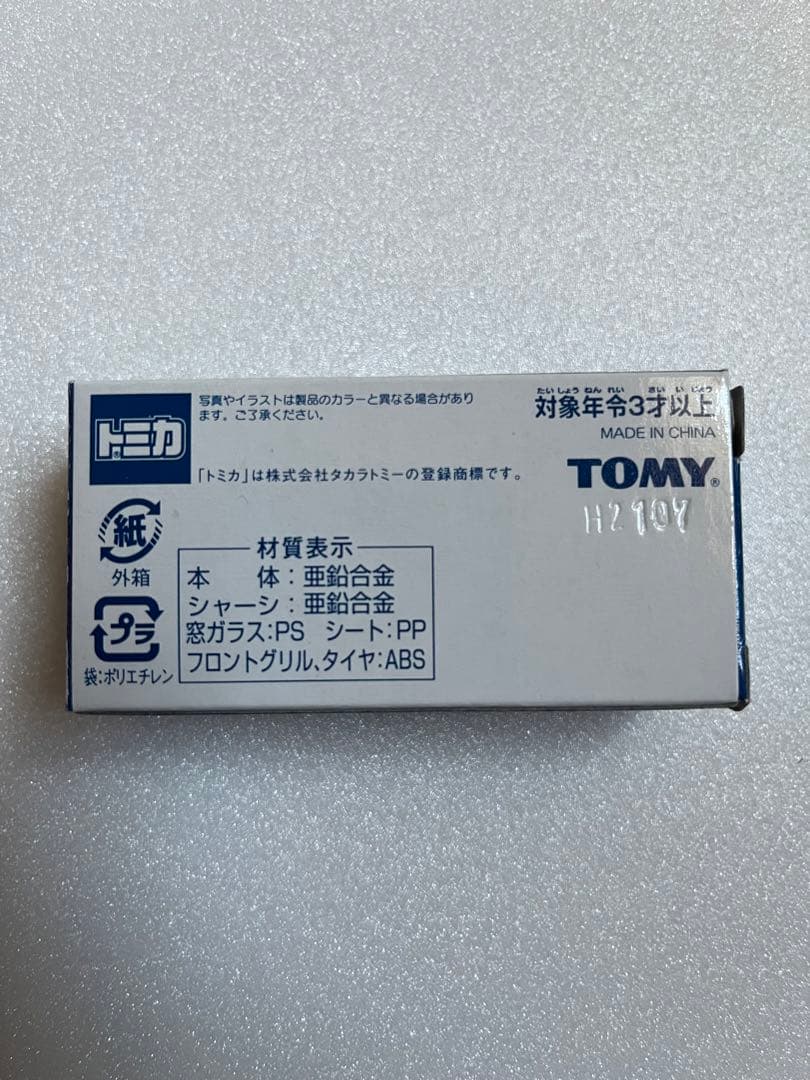 トミカ®
写真やイラストは製品のカラーと異なる場合があり
ます。ご了承ください。
たいしょうねんれい さいいじょう
対象年令3才以上
MADE IN CHINA
「トミカ」は株式会社タカラトミーの登録商標です。
TOMY®
H2107
紙
外箱
プラ
袋:ポリエチレン
材質表示
本 体:亜鉛合金
シャーシ:亜鉛合金
窓ガラス:PS シート:PP
フロントグリル、タイヤ:ABS